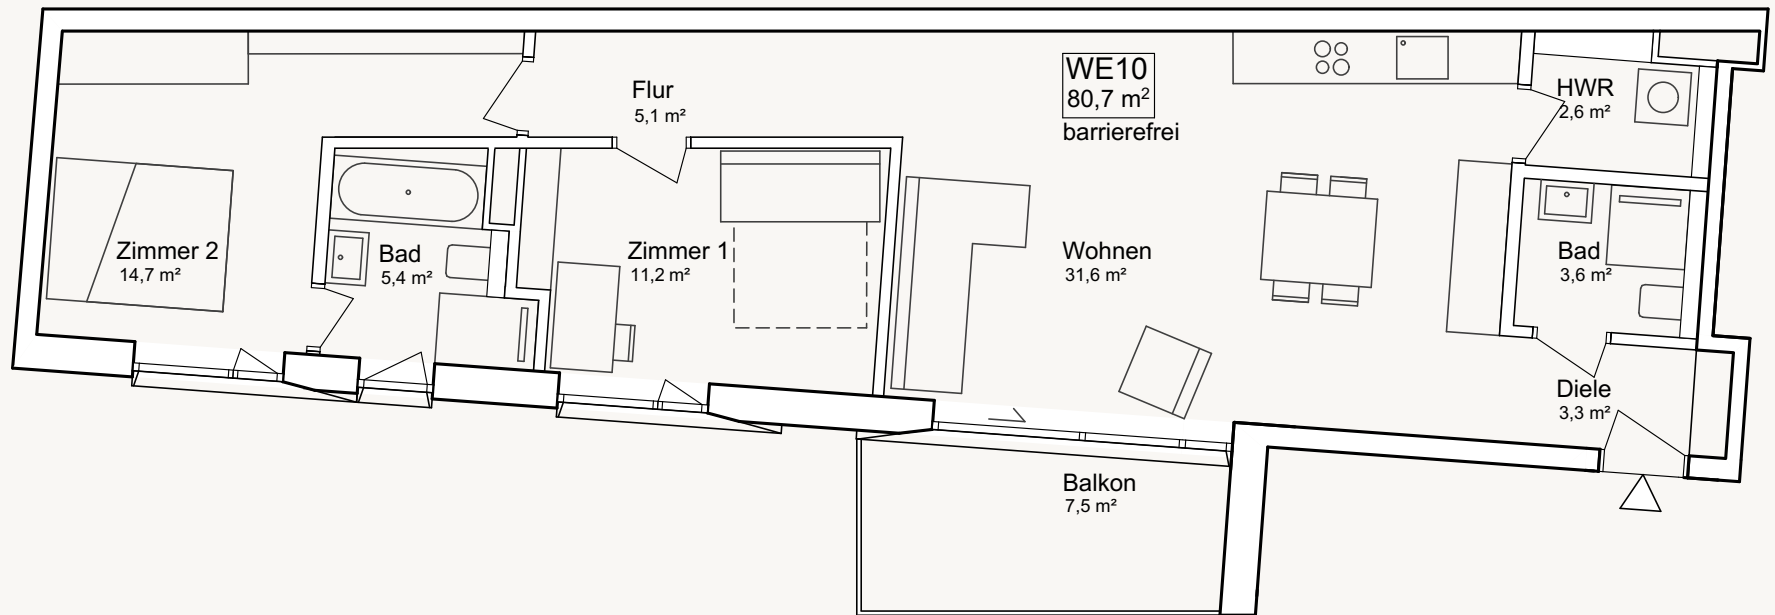 WE10
80,7 m²
barrierefrei
Flur
5,1 m²
HWR
2,6 m²
Zimmer 2
14,7 m²
Bad
5,4 m²
Zimmer 1
11,2 m²
Wohnen
31,6 m²
Bad
3,6 m²
Diele
3,3 m²
Balkon
7,5 m²